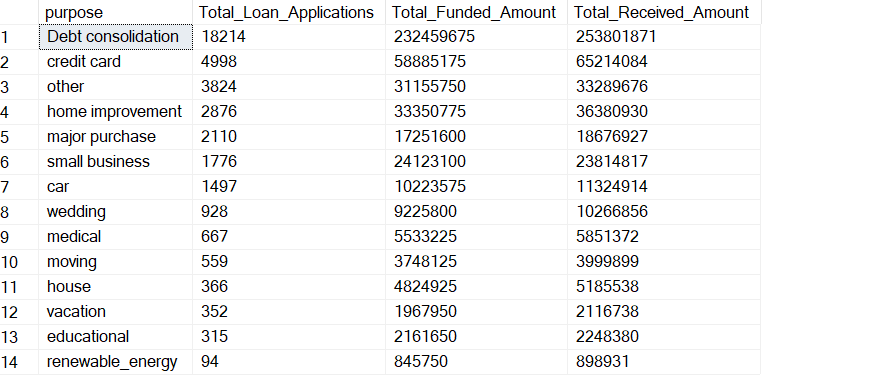 purpose Total_Loan_Applications Total_Funded_Amount Total_Received_Amount
1 Debt consolidation 18214 232459675 253801871
2 credit card 4998 58885175 65214084
3 other 3824 31155750 33289676
4 home improvement 2876 33350775 36380930
5 major purchase 2110 17251600 18676927
6 small business 1776 24123100 23814817
7 car 1497 10223575 11324914
8 wedding 928 9225800 10266856
9 medical 667 5533225 5851372
10 moving 559 3748125 3999899
11 house 366 4824925 5185538
12 vacation 352 1967950 2116738
13 educational 315 2161650 2248380
14 renewable_energy 94 845750 898931